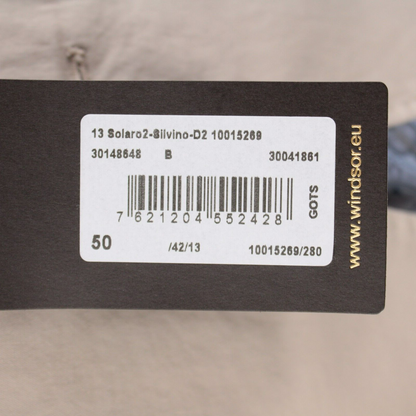 13 Solaro2-Silvino-D2 10015269
30148648 B 30041861
7 621204 552428
GOTS
50 /42/13 10015269/280
www.windsor.eu